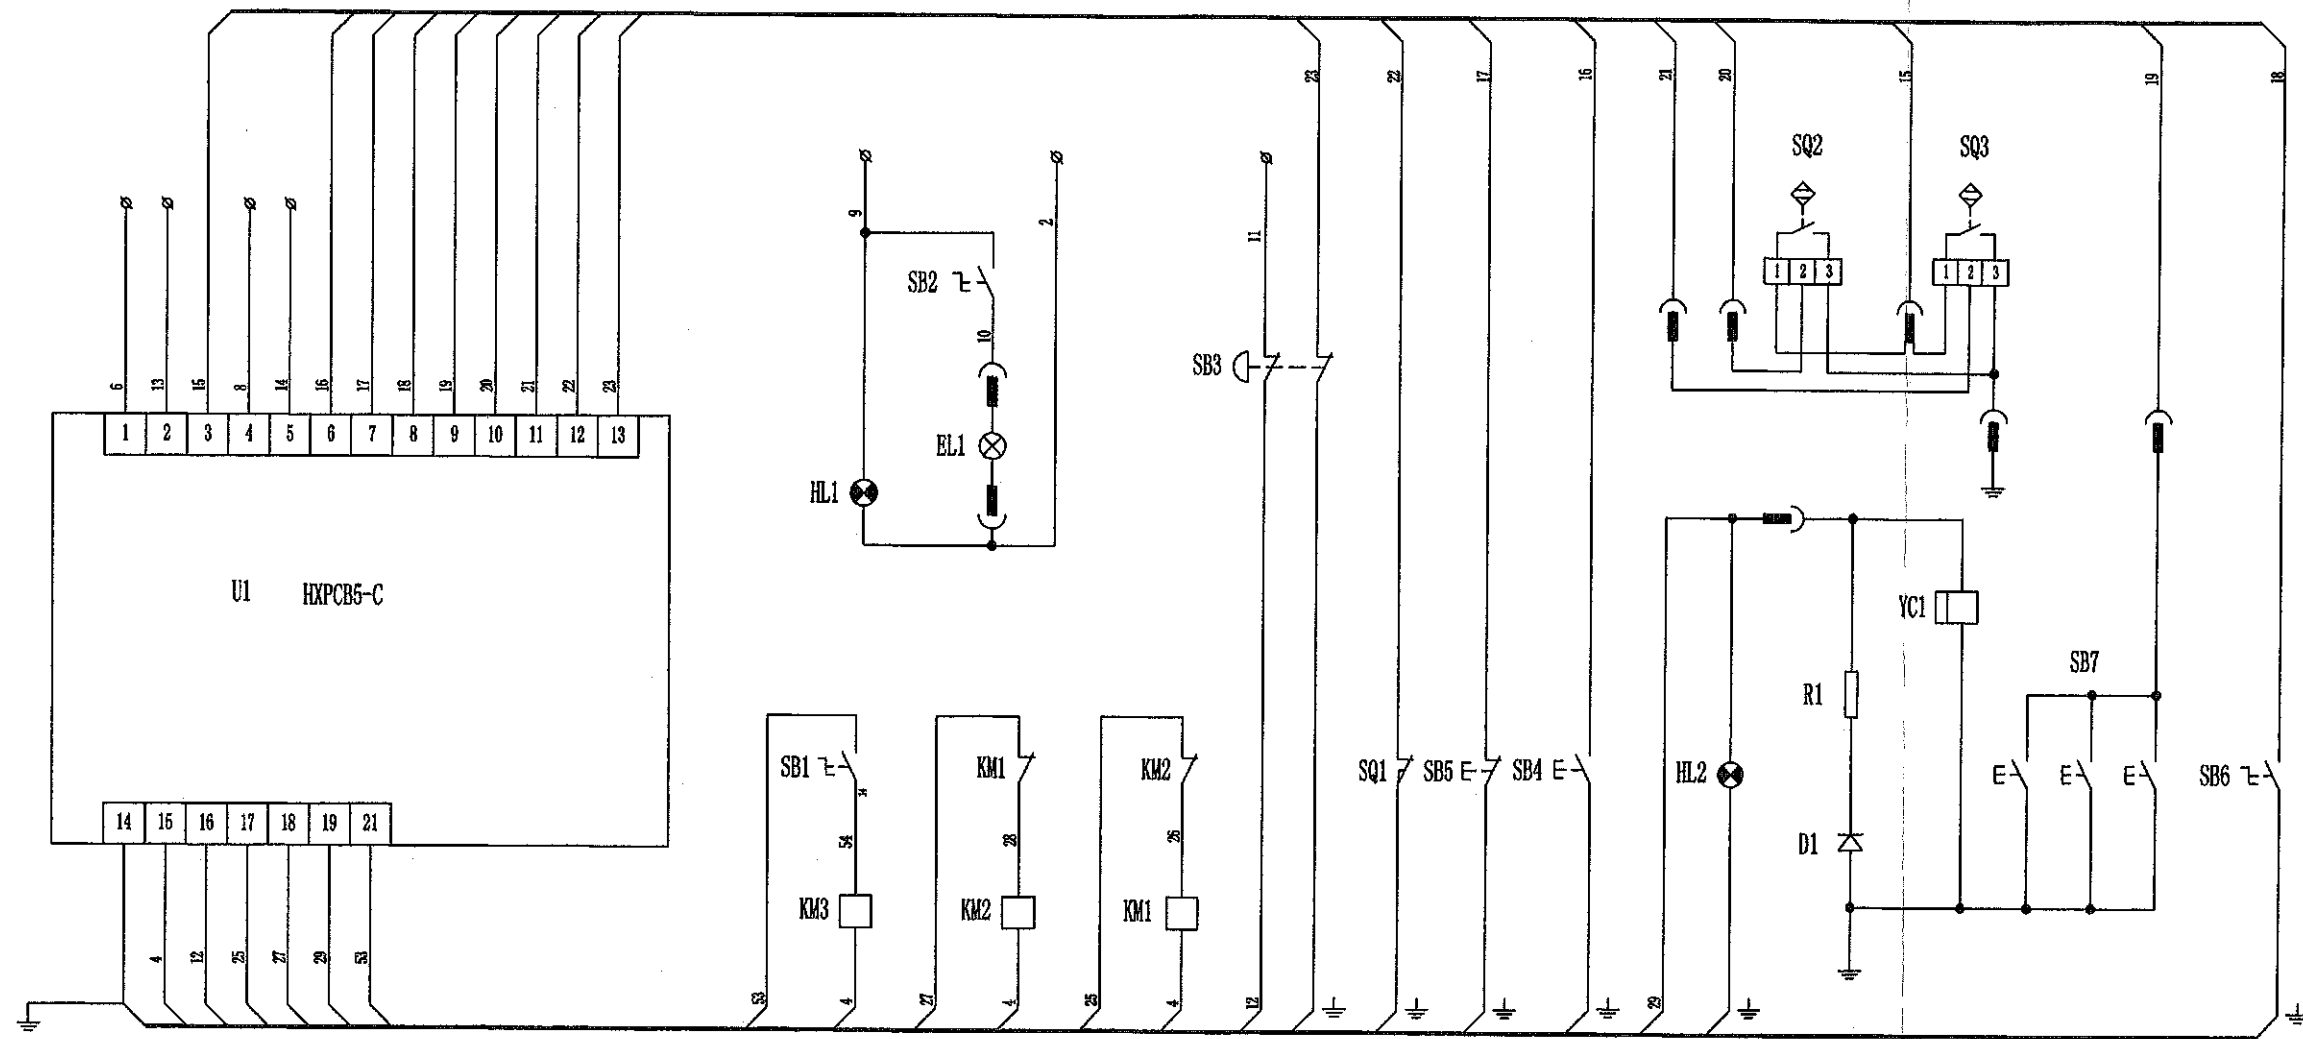 23
22
17
16
21
20
15
19
18
SQ2
SQ3
9
2
11
SB2
1 2 3
1 2 3
10
SB3
6
13
15
8
14
16
17
18
19
20
21
22
23
1 2 3 4 5 6 7 8 9 10 11 12 13
EL1
HL1
U1 HXPCB5-C
YC1
SB7
R1
SB1
KM1
KM2
SQ1
SB5
SB4
HL2
SB6
54
28
26
14 15 16 17 18 19 21
D1
KM3
KM2
KM1
4
12
25
27
29
53
53
4
27
4
25
4
12
29